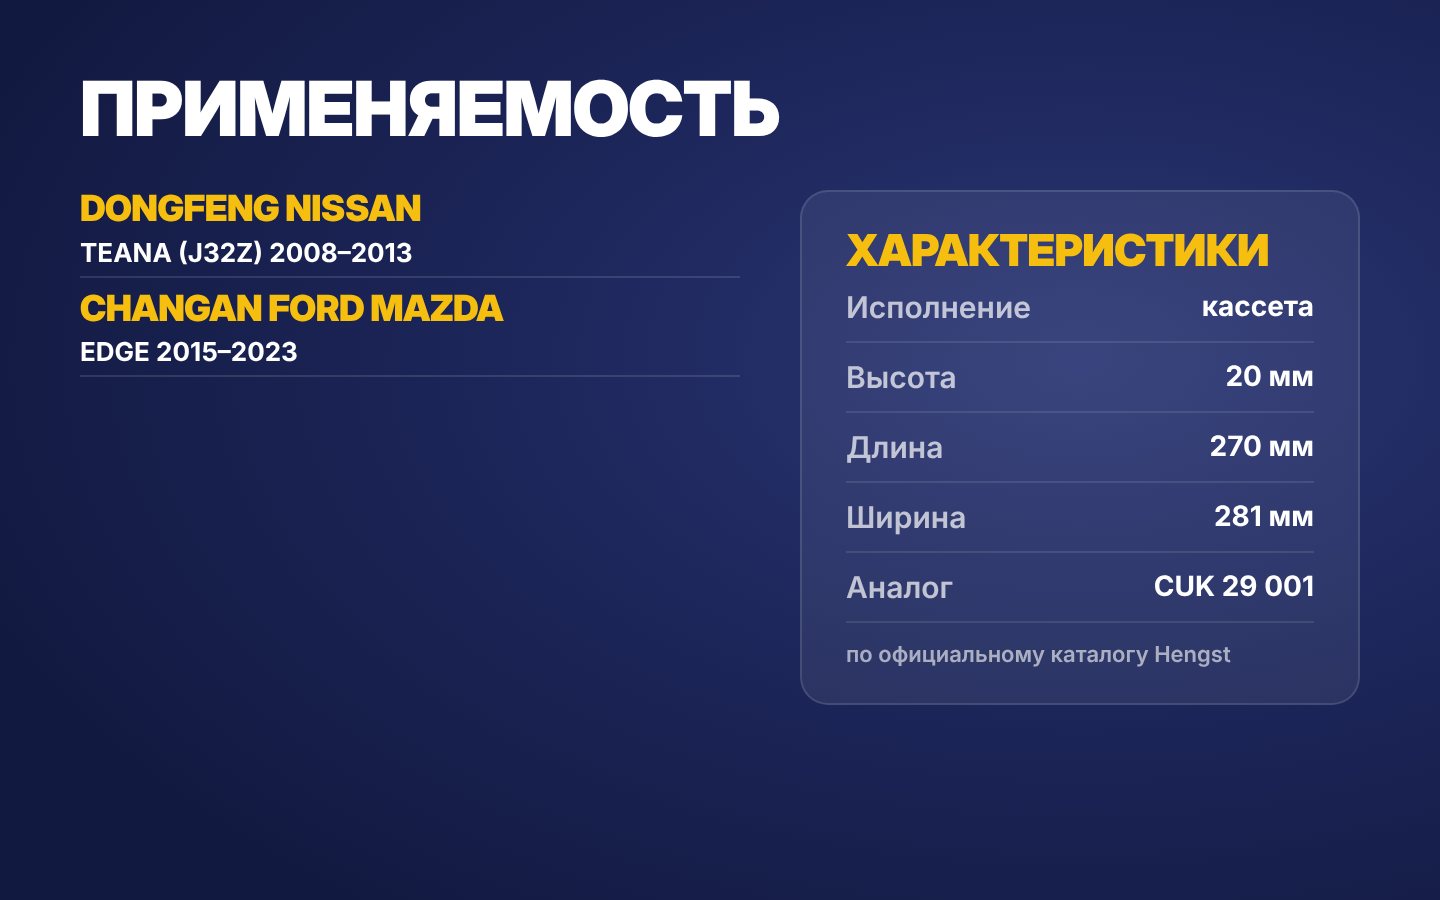 ПРИМЕНЯЕМОСТЬ
DONGFENG NISSAN
TEANA (J32Z) 2008–2013
CHANGAN FORD MAZDA
EDGE 2015–2023
ХАРАКТЕРИСТИКИ
Исполнение кассета
Высота 20 мм
Длина 270 мм
Ширина 281 мм
Аналог CUK 29 001
по официальному каталогу Hengst